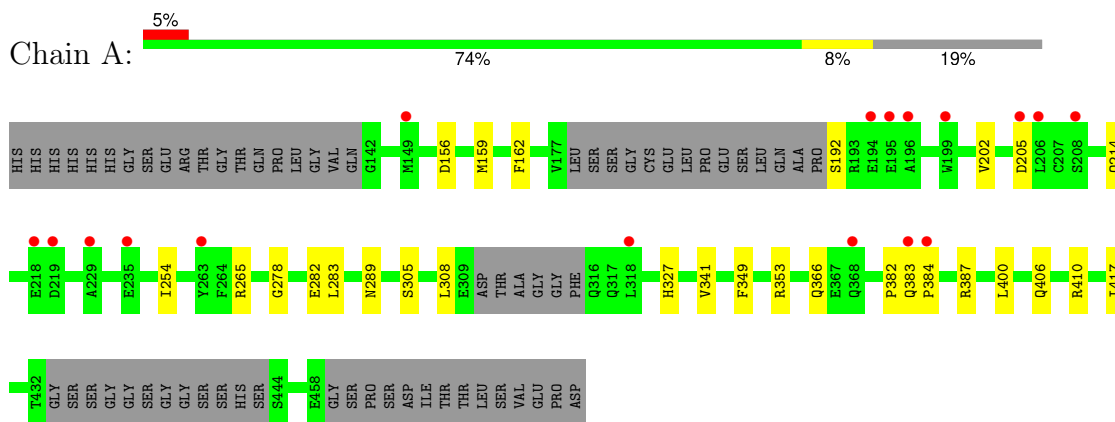 5%
Chain A:
74% 8% 19%
HIS HIS HIS HIS HIS HIS GLY SER GLU ARG THR GLY THR GLN PRO LEU GLY VAL GLN G142 M149 D156 M159 F162 V177 LEU SER SER GLY CYS GLU LEU PRO GLU SER LEU GLN ALA PRO S192 R193 E194 E195 A196 W199 V202 D205 L206 C207 S208
E218 D219 A229 E235 I254 Y263 F264 R265 G278 E282 L283 N289 S305 L308 E309 ASP THR ALA GLY GLY PHE Q316 Q317 L318 H327 V341 F349 R353 Q366 E367 Q368 P382 Q383 P384 R387 L400 Q406 R410
T432 GLY SER SER GLY GLY SER GLY GLY SER SER HIS SER S444 E458 GLY SER PRO SER ASP ILE THR THR LEU SER VAL GLU PRO ASP